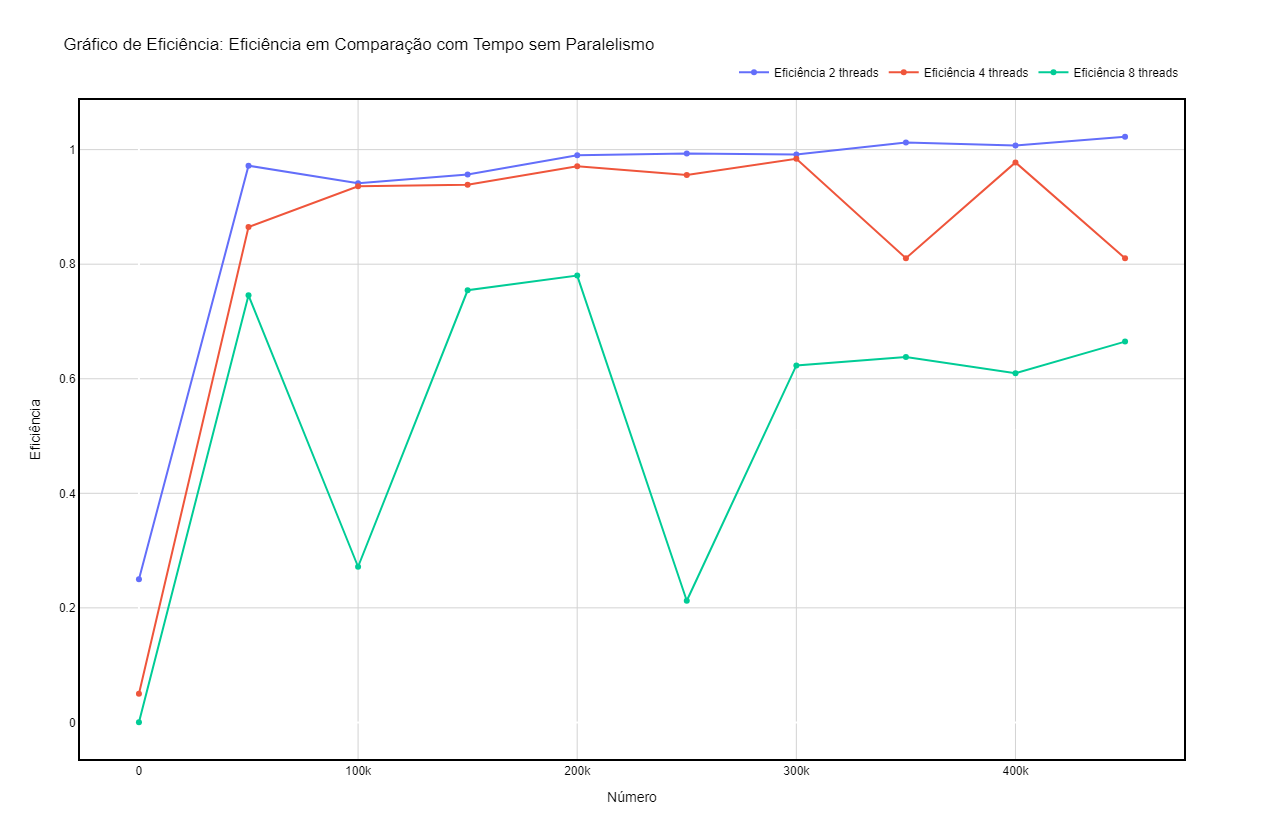 Gráfico de Eficiência: Eficiência em Comparação com Tempo sem Paralelismo
Eficiência 2 threads Eficiência 4 threads Eficiência 8 threads
1
0.8
0.6
0.4
0.2
0
Eficiência
0 100k 200k 300k 400k
Número